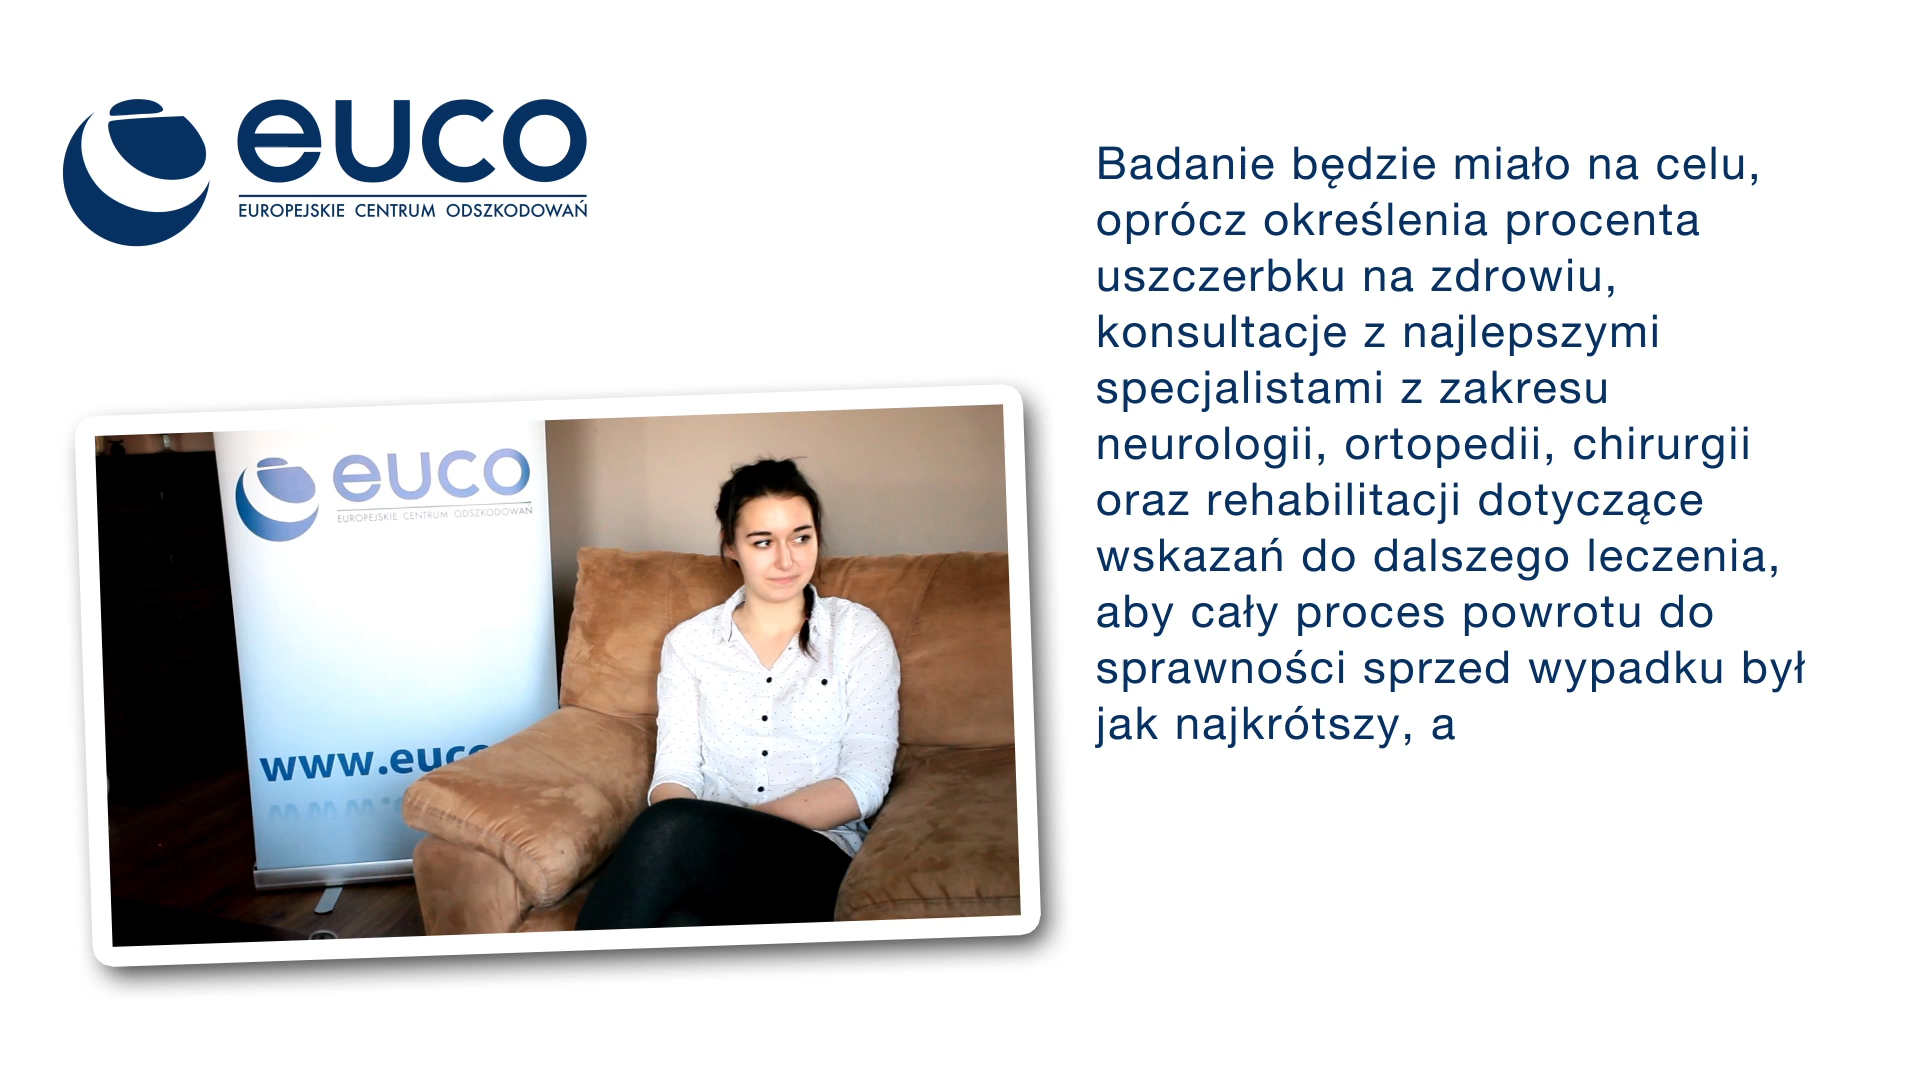 euco
EUROPEJSKIE CENTRUM ODSZKODOWAŃ
Badanie będzie miało na celu,
oprócz określenia procenta
uszczerbku na zdrowiu,
konsultacje z najlepszymi
specjalistami z zakresu
neurologii, ortopedii, chirurgii
oraz rehabilitacji dotyczące
wskazań do dalszego leczenia,
aby cały proces powrotu do
sprawności sprzed wypadku był
jak najkrótszy, a
euco
EUROPEJSKIE CENTRUM ODSZKODOWAŃ
www.euco